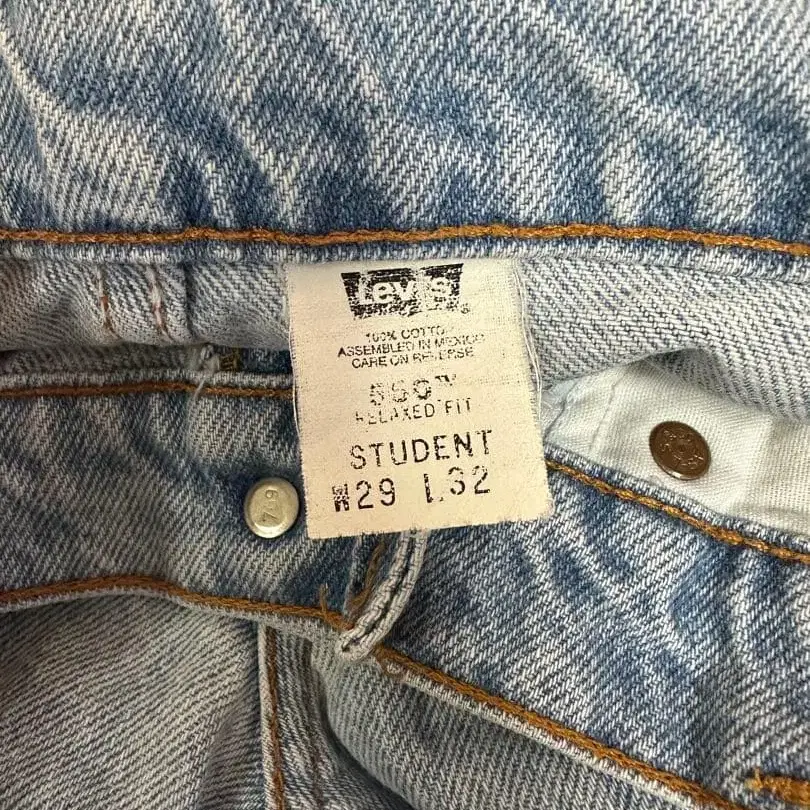 Levi's
100% COTTON
ASSEMBLED IN MEXICO
CARE ON REVERSE
RELAXED FIT
STUDENT
W29 L32